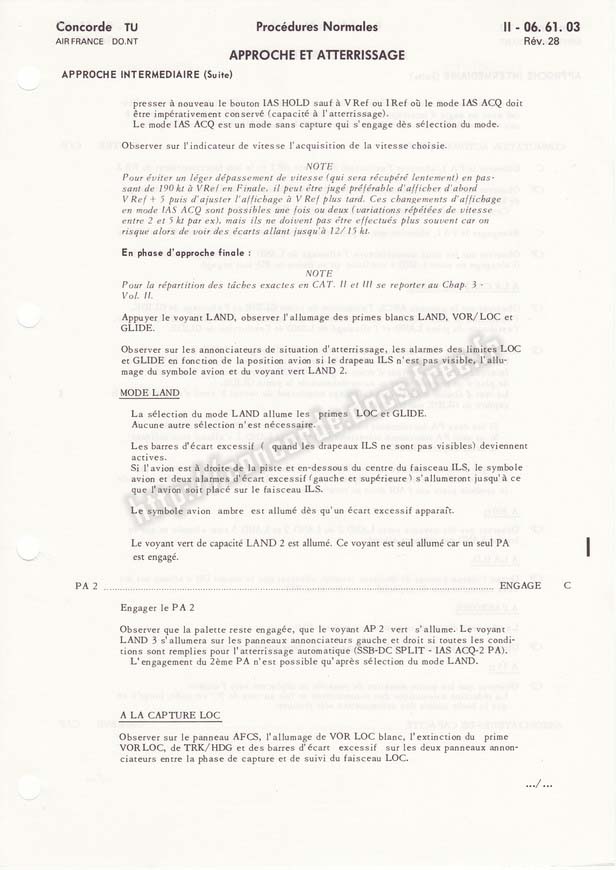 Concorde TU
Procédures Normales
II - 06. 61. 03
AIR FRANCE DO.NT
Rév. 28
APPROCHE ET ATTERRISSAGE
APPROCHE INTERMEDIAIRE (Suite)
presser à nouveau le bouton IAS HOLD sauf à V Ref ou I Ref où le mode IAS ACQ doit
être impérativement conservé (capacité à l'atterrissage).
Le mode IAS ACQ est un mode sans capture qui s'engage dès sélection du mode.
Observer sur l'indicateur de vitesse l'acquisition de la vitesse choisie.
NOTE
Pour éviter un léger dépassement de vitesse (qui sera récupéré lentement) en pas-
sant de 190 kt à V Ref en Finale, il peut être jugé préférable d'afficher d'abord
V Ref + 5 puis d'ajuster l'affichage à V Ref plus tard. Ces changements d'affichage
en mode IAS ACQ sont possibles une fois ou deux (variations répétées de vitesse
entre 2 et 5 kt par ex), mais ils ne doivent pas être effectués plus souvent car on
risque alors de voir des écarts allant jusqu'à 12/15 kt.
En phase d'approche finale :
NOTE
Pour la répartition des tâches exactes en CAT. II et III se reporter au Chap. 3 -
Vol. II.
Appuyer le voyant LAND, observer l'allumage des primes blancs LAND, VOR/LOC et
GLIDE.
Observer sur les annonciateurs de situation d'atterrissage, les alarmes des limites LOC
et GLIDE en fonction de la position avion si le drapeau ILS n'est pas visible, l'allu-
mage du symbole avion et du voyant vert LAND 2.
MODE LAND
La sélection du mode LAND allume les primes LOC et GLIDE.
Aucune autre sélection n'est nécessaire.
Les barres d'écart excessif ( quand les drapeaux ILS ne sont pas visibles) deviennent
actives.
Si l'avion est à droite de la piste et en-dessous du centre du faisceau ILS, le symbole
avion et deux alarmes d'écart excessif (gauche et supérieure) s'allumeront jusqu'à ce
que l'avion soit placé sur le faisceau ILS.
Le symbole avion ambre est allumé dès qu'un écart excessif apparaît.
Le voyant vert de capacité LAND 2 est allumé. Ce voyant est seul allumé car un seul PA
est engagé.
PA 2 ........ ENGAGE C
Engager le PA 2
Observer que la palette reste engagée, que le voyant AP 2 vert s'allume. Le voyant
LAND 3 s'allumera sur les panneaux annonciateurs gauche et droit si toutes les condi-
tions sont remplies pour l'atterrissage automatique (SSB-DC SPLIT - IAS ACQ-2 PA).
L'engagement du 2ème PA n'est possible qu'après sélection du mode LAND.
A LA CAPTURE LOC
Observer sur le panneau AFCS, l'allumage de VOR LOC blanc, l'extinction du prime
VOR LOC, de TRK/HDG et des barres d'écart excessif sur les deux panneaux annon-
ciateurs entre la phase de capture et de suivi du faisceau LOC.
.../ ...